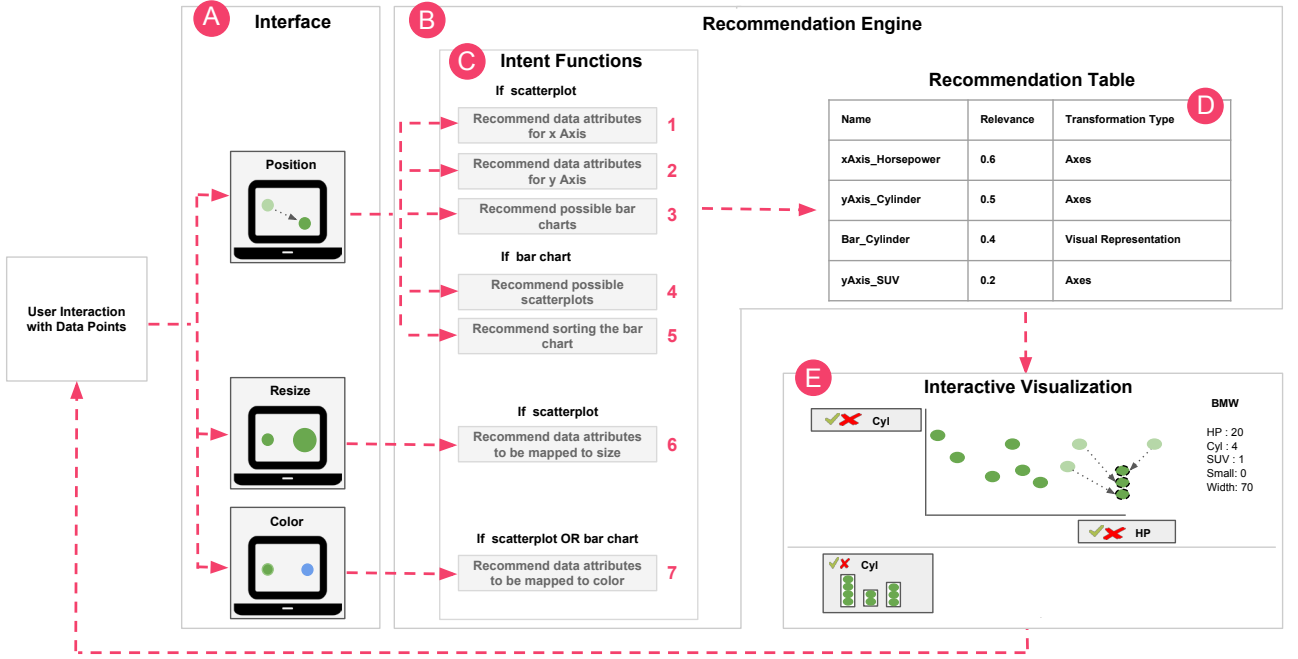 A
Interface
B
Recommendation Engine
C
Intent Functions
If scatterplot
Recommend data attributes
for x Axis
1
Recommend data attributes
for y Axis
2
Recommend possible bar
charts
3
If bar chart
Recommend possible
scatterplots
4
Recommend sorting the bar
chart
5
If scatterplot
Recommend data attributes
to be mapped to size
6
If scatterplot OR bar chart
Recommend data attributes
to be mapped to color
7
User Interaction
with Data Points
Position
Resize
Color
Recommendation Table
D
Name Relevance Transformation Type
xAxis_Horsepower 0.6 Axes
yAxis_Cylinder 0.5 Axes
Bar_Cylinder 0.4 Visual Representation
yAxis_SUV 0.2 Axes
E
Interactive Visualization
Cyl
BMW
HP : 20
Cyl : 4
SUV : 1
Small: 0
Width: 70
HP
Cyl